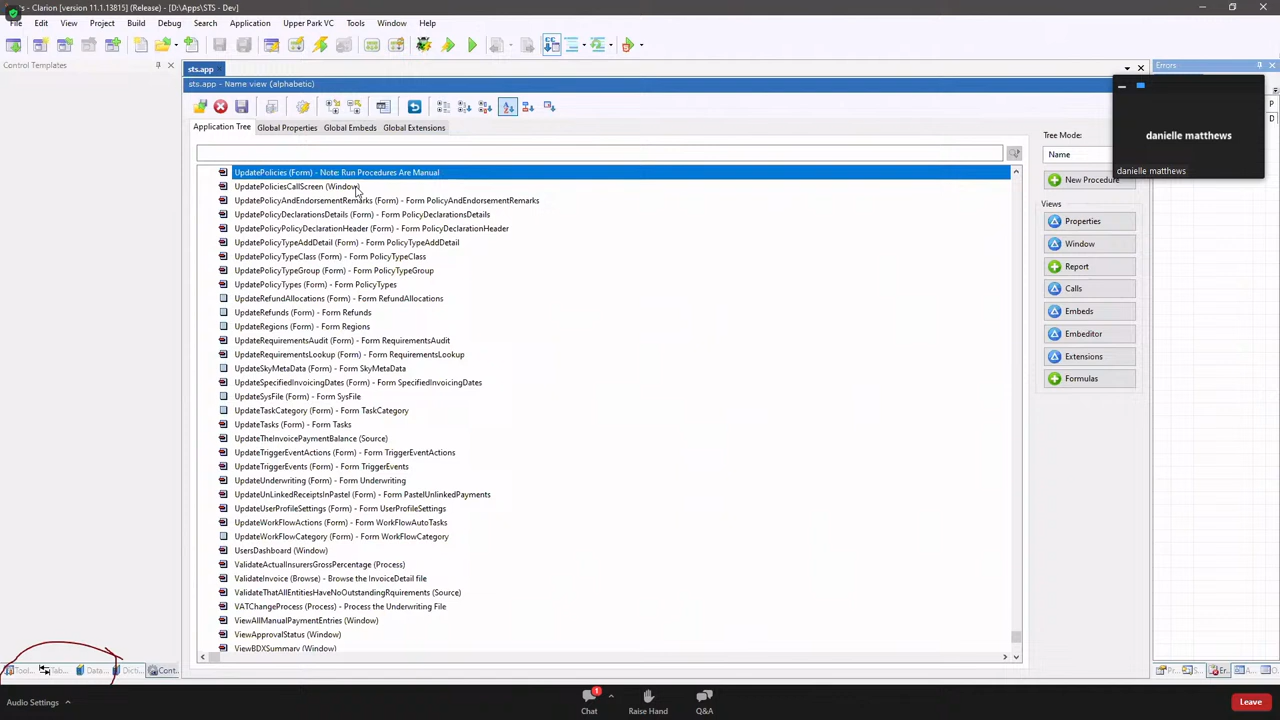 s - Clarion [version 11.1.13815] (Release) - [D:\Apps\STS - Dev]
File Edit View Project Build Debug Search Application Upper Park VC Tools Window Help
Control Templates
sts.app
Errors
sts.app - Name view (alphabetic)
Application Tree Global Properties Global Embeds Global Extensions
danielle matthews
danielle matthews
Tree Mode:
Name
New Procedure
Views
Properties
Window
Report
Calls
Embeds
Embeditor
Extensions
Formulas
P
D
UpdatePolicies (Form) - Note: Run Procedures Are Manual
UpdatePoliciesCallScreen (Window)
UpdatePolicyAndEndorsementRemarks (Form) - Form PolicyAndEndorsementRemarks
UpdatePolicyDeclarationsDetails (Form) - Form PolicyDeclarationsDetails
UpdatePolicyPolicyDeclarationHeader (Form) - Form PolicyDeclarationHeader
UpdatePolicyTypeAddDetail (Form) - Form PolicyTypeAddDetail
UpdatePolicyTypeClass (Form) - Form PolicyTypeClass
UpdatePolicyTypeGroup (Form) - Form PolicyTypeGroup
UpdatePolicyTypes (Form) - Form PolicyTypes
UpdateRefundAllocations (Form) - Form RefundAllocations
UpdateRefunds (Form) - Form Refunds
UpdateRegions (Form) - Form Regions
UpdateRequirementsAudit (Form) - Form RequirementsAudit
UpdateRequirementsLookup (Form) - Form RequirementsLookup
UpdateSkyMetaData (Form) - Form SkyMetaData
UpdateSpecifiedInvoicingDates (Form) - Form SpecifiedInvoicingDates
UpdateSysFile (Form) - Form SysFile
UpdateTaskCategory (Form) - Form TaskCategory
UpdateTasks (Form) - Form Tasks
UpdateTheInvoicePaymentBalance (Source)
UpdateTriggerEventActions (Form) - Form TriggerEventActions
UpdateTriggerEvents (Form) - Form TriggerEvents
UpdateUnderwriting (Form) - Form Underwriting
UpdateUnLinkedReceiptsInPastel (Form) - Form PastelUnlinkedPayments
UpdateUserProfileSettings (Form) - Form UserProfileSettings
UpdateWorkFlowActions (Form) - Form WorkFlowAutoTasks
UpdateWorkFlowCategory (Form) - Form WorkFlowCategory
UsersDashboard (Window)
ValidateActualInsurersGrossPercentage (Process)
ValidateInvoice (Browse) - Browse the InvoiceDetail file
ValidateThatAllEntitiesHaveNoOutstandingRquirements (Source)
VATChangeProcess (Process) - Process the Underwriting File
ViewAllManualPaymentEntries (Window)
ViewApprovalStatus (Window)
ViewBDXSummary (Window)
Tool... Tab... Data... Dicti... Cont...
Pr... S... Er... A... O
Audio Settings
1
Chat Raise Hand Q&A
Leave